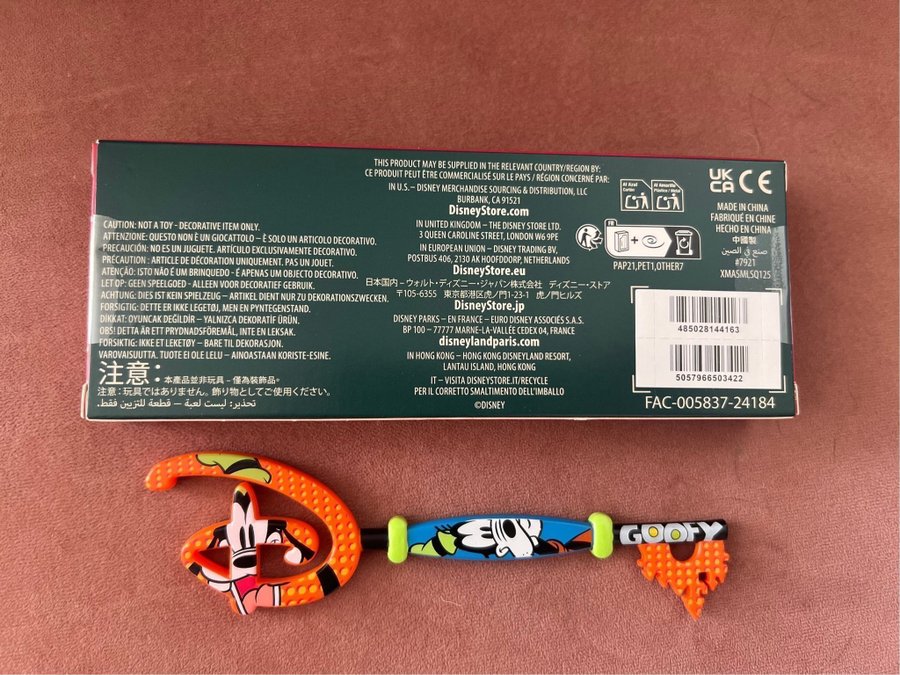 CAUTION: NOT A TOY - DECORATIVE ITEM ONLY.
ATTENZIONE: QUESTO NON È UN GIOCATTOLO – È SOLO UN ARTICOLO DECORATIVO.
PRECAUCIÓN: NO ES UN JUGUETE. ARTÍCULO EXCLUSIVAMENTE DECORATIVO.
PRÉCAUTION : ARTICLE DE DÉCORATION UNIQUEMENT. PAS UN JOUET.
ATENÇÃO: ISTO NÃO É UM BRINQUEDO - É APENAS UM OBJECTO DECORATIVO.
LET OP: GEEN SPEELGOED - ALLEEN VOOR DECORATIEF GEBRUIK.
ACHTUNG: DIES IST KEIN SPIELZEUG – ARTIKEL DIENT NUR ZU DEKORATIONSZWECKEN.
FORSIGTIG: DETTE ER IKKE LEGETØJ, MEN EN PYNTEGENSTAND.
DİKKAT: OYUNCAK DEĞİLDİR – YALNIZCA DEKORATİF ÜRÜN.
OBS! DETTA ÄR ETT PRYDNADSFÖREMÅL, INTE EN LEKSAK.
FORSIKTIG: IKKE ET LEKETØY - BARE TIL DEKORASJON.
VAROVAISUUTTA. TUOTE EI OLE LELU – AINOASTAAN KORISTE-ESINE.
注意: 本產品並非玩具 - 僅為裝飾品。
注意：玩具ではありません。飾り物としてご使用ください。
تحذير: ليست لعبة – قطعة للتزيين فقط.
THIS PRODUCT MAY BE SUPPLIED IN THE RELEVANT COUNTRY/REGION BY:
CE PRODUIT PEUT ÊTRE COMMERCIALISÉ SUR LE PAYS / RÉGION CONCERNÉ PAR:
IN U.S. – DISNEY MERCHANDISE SOURCING & DISTRIBUTION, LLC
BURBANK, CA 91521
DisneyStore.com
IN UNITED KINGDOM – THE DISNEY STORE LTD.
3 QUEEN CAROLINE STREET, LONDON W6 9PE
IN EUROPEAN UNION – DISNEY TRADING BV,
POSTBUS 406, 2130 AK HOOFDDORP, NETHERLANDS
DisneyStore.eu
日本国内 – ウォルト・ディズニー・ジャパン株式会社 ディズニー・ストア
〒105-6355 東京都港区虎ノ門1-23-1 虎ノ門ヒルズ
DisneyStore.jp
DISNEY PARKS – EN FRANCE – EURO DISNEY ASSOCIÉS S.A.S.
BP 100 – 77777 MARNE-LA-VALLÉE CEDEX 04, FRANCE
disneylandparis.com
IN HONG KONG – HONG KONG DISNEYLAND RESORT,
LANTAU ISLAND, HONG KONG
IT – VISITA DISNEYSTORE.IT/RECYCLE
PER IL CORRETTO SMALTIMENTO DELL'IMBALLO
©DISNEY
Al Azul
Cartón
Al Amarillo
Plástico / Metal
FR
PAP21,PET1,OTHER7
UK
CA CE
MADE IN CHINA
FABRIQUÉ EN CHINE
HECHO EN CHINA
中國製
صنع في الصين
#7921
XMASMLSQ125
485028144163
5057966503422
FAC-005837-24184
GOOFY